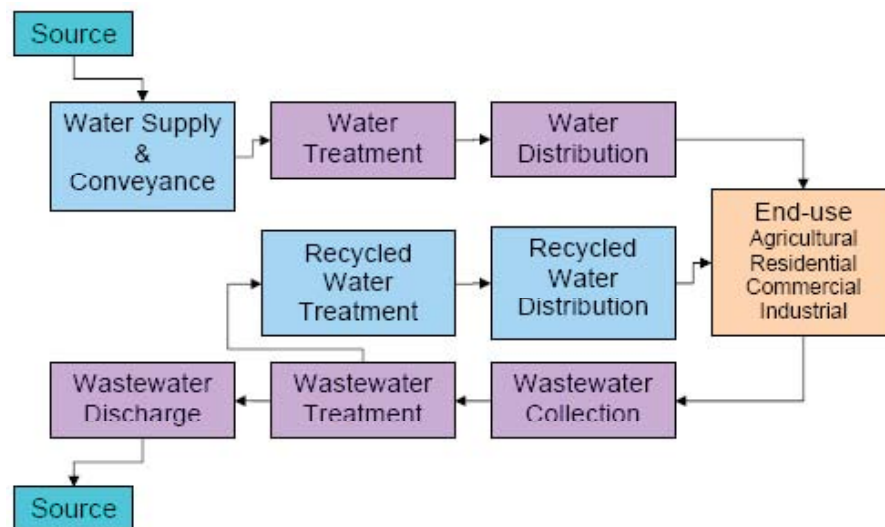 Source
Water Supply
&
Conveyance
Water
Treatment
Water
Distribution
End-use
Agricultural
Residential
Commercial
Industrial
Recycled
Water
Treatment
Recycled
Water
Distribution
Wastewater
Discharge
Wastewater
Treatment
Wastewater
Collection
Source